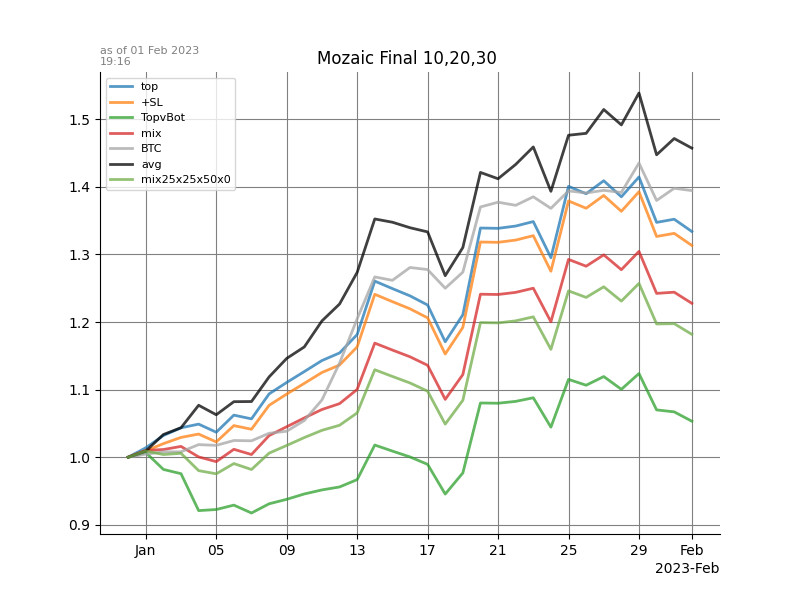 as of 01 Feb 2023
19:16
Mozaic Final 10,20,30
top
+SL
TopvBot
mix
BTC
avg
mix25x25x50x0
1.5
1.4
1.3
1.2
1.1
1.0
0.9
Jan 05 09 13 17 21 25 29 Feb
2023-Feb